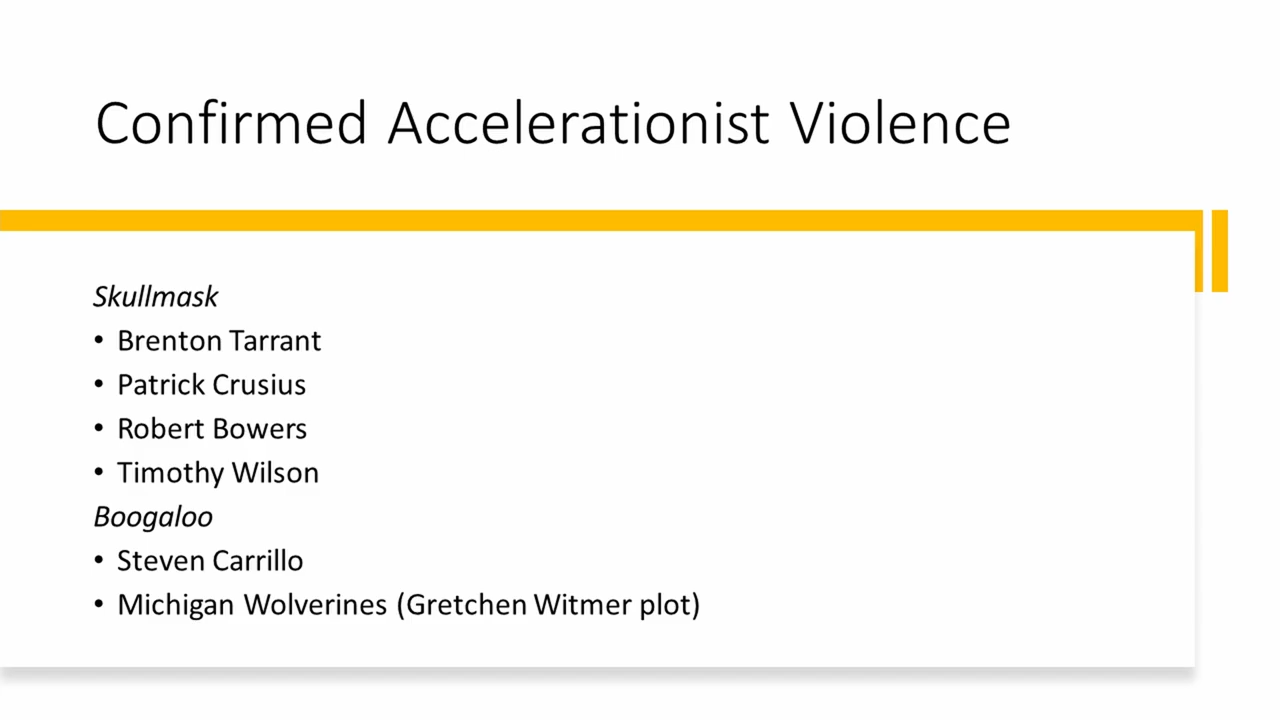 Confirmed Accelerationist Violence
Skullmask
• Brenton Tarrant
• Patrick Crusius
• Robert Bowers
• Timothy Wilson
Boogaloo
• Steven Carrillo
• Michigan Wolverines (Gretchen Witmer plot)